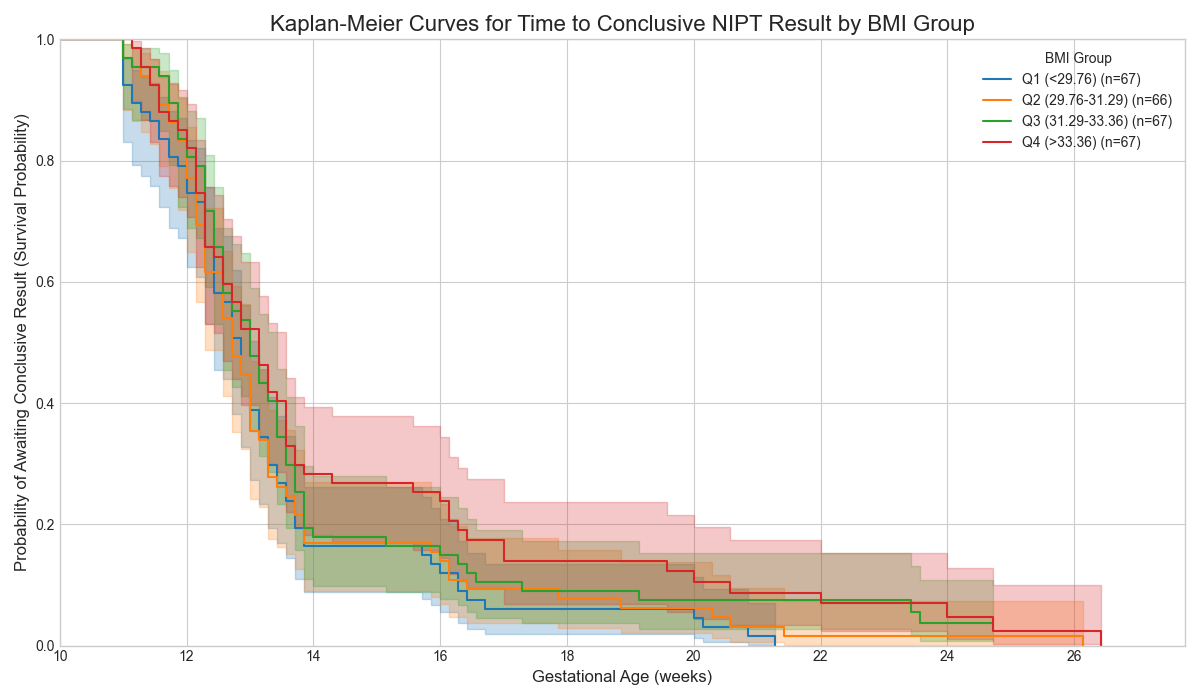 Kaplan-Meier Curves for Time to Conclusive NIPT Result by BMI Group
Probability of Awaiting Conclusive Result (Survival Probability)
1.0
0.8
0.6
0.4
0.2
0.0
BMI Group
Q1 (<29.76) (n=67)
Q2 (29.76-31.29) (n=66)
Q3 (31.29-33.36) (n=67)
Q4 (>33.36) (n=67)
10 12 14 16 18 20 22 24 26
Gestational Age (weeks)